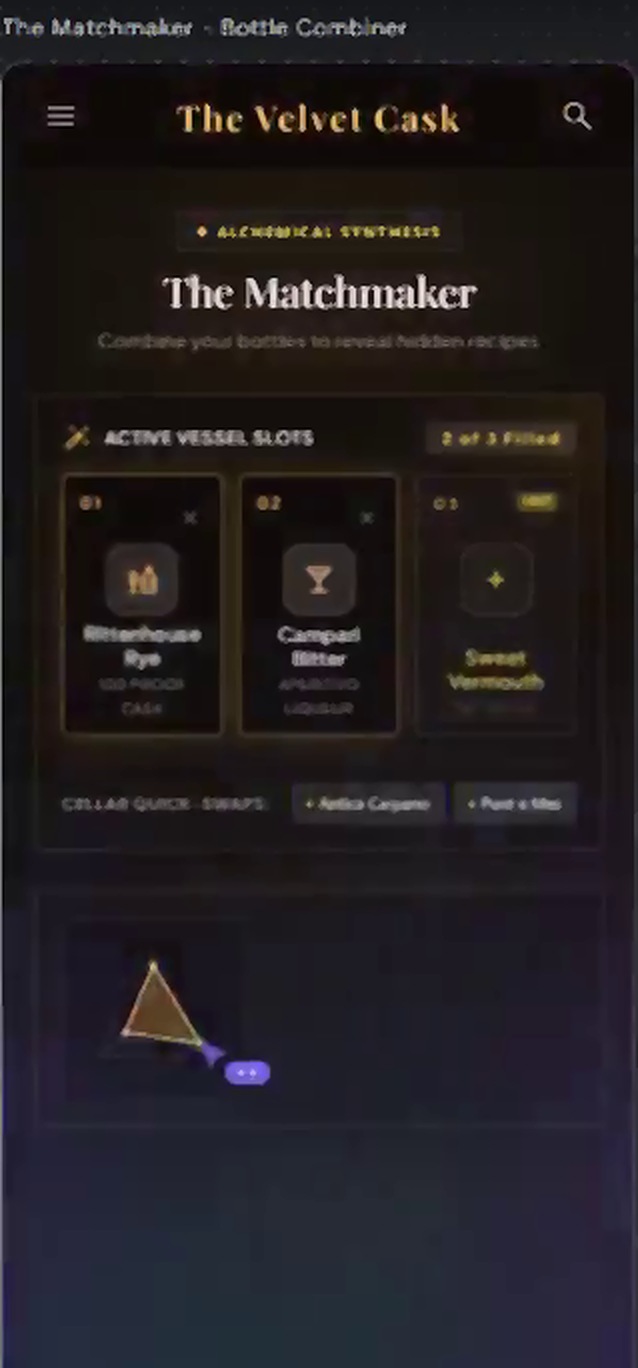 The Matchmaker - Bottle Combiner
The Velvet Cask
ALCHEMICAL SYNTHESIS
The Matchmaker
Combine your bottles to reveal hidden recipes
ACTIVE VESSEL SLOTS
2 of 3 Filled
01
02
03
Rittenhouse
Rye
100 PROOF
CASK
Campari
Bitter
APERITIVO
LIQUEUR
Sweet
Vermouth
CELLAR QUICK-SWAPS:
+ Antica Carpano
+ Punt e Mes